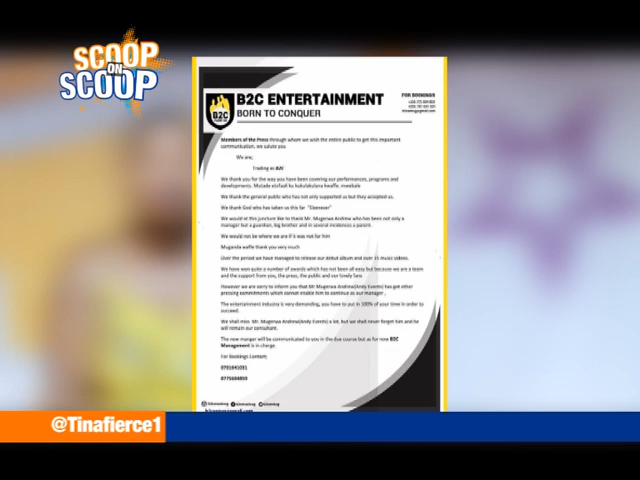 SCOOP
ON
SCOOP
B2C
B2C ENTERTAINMENT
BORN TO CONQUER
FOR BOOKINGS
Members of the Press through whom we wish the entire public to get this important
communication, we salute you
We are;
Trading as B2C
We thank you for the way you have been covering our performances, programs and
developments.
We thank the general public who has not only supported us but they accepted us.
We thank God who has taken us this far "Ebenezer"
We would at this juncture like to thank Mr. Mugerwa Andrew who has been not only a
manager but a guardian, big brother and in several incidences a parent.
We would not be where we are if it was not for him
Muganda waffe thank you very much
Over the period we have managed to release our debut album and over 15 music videos.
We have won quite a number of awards which has not been all easy but because we are a team
and the support from you, the press, the public and our lovely fans
However we are sorry to inform you that Mr Mugerwa Andrew(Andy Events) has got other
pressing commitments which cannot enable him to continue as our manager ,
The entertainment industry is very demanding, you have to put in 100% of your time in order to
succeed.
We shall miss Mr. Mugerwa Andrew(Andy Events) a lot, but we shall never forget him and he
will remain our consultant.
The new manger will be communicated to you in the due course but as for now B2C
Management is in charge.
For Bookings Contact;
@Tinafierce1